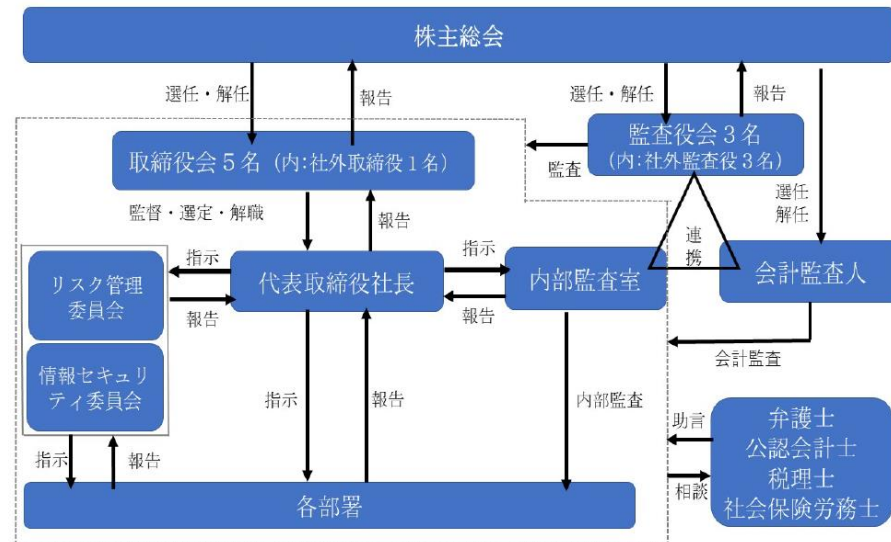 株主総会
選任・解任
報告
選任・解任
報告
取締役会5名（内:社外取締役1名）
監査役会3名
（内:社外監査役3名）
監査
選任
解任
監督・選定・解職
報告
連
携
リスク管理
委員会
指示
報告
代表取締役社長
指示
報告
内部監査室
会計監査人
会計監査
情報セキュリ
ティ委員会
指示
報告
内部監査
指示
報告
助言
相談
弁護士
公認会計士
税理士
社会保険労務士
各部署